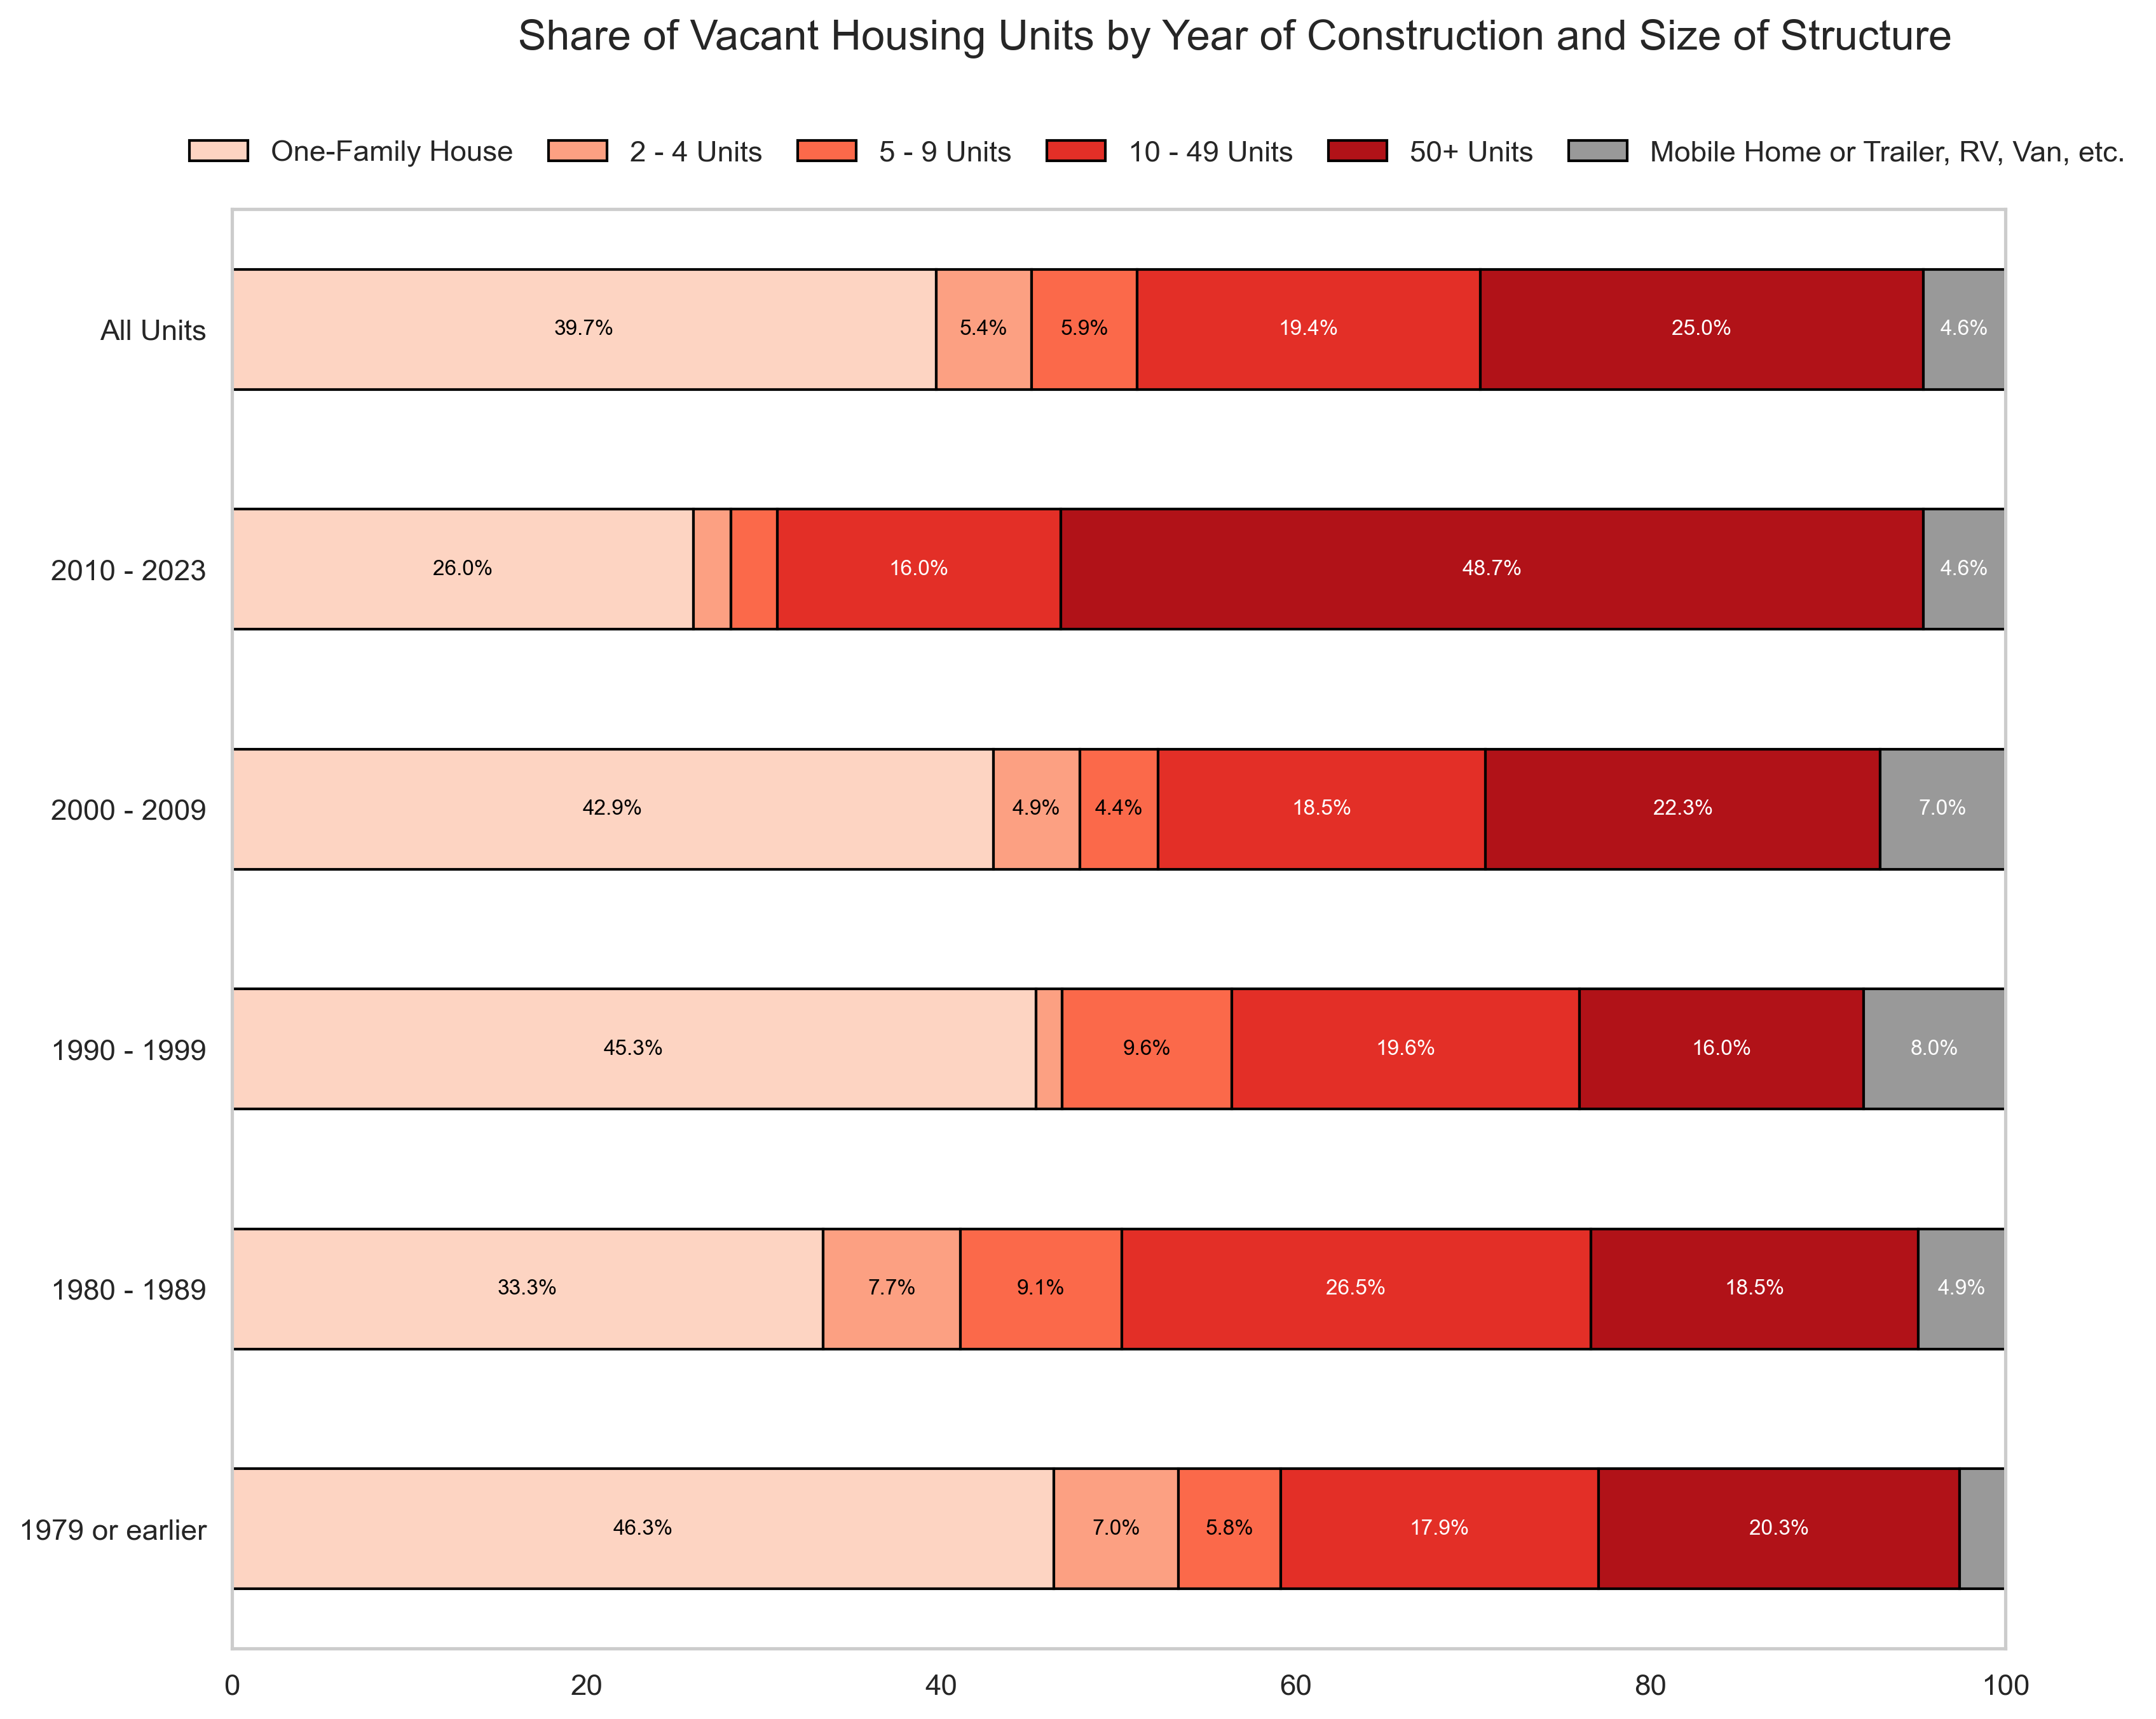 Share of Vacant Housing Units by Year of Construction and Size of Structure
One-Family House 2 - 4 Units 5 - 9 Units 10 - 49 Units 50+ Units Mobile Home or Trailer, RV, Van, etc.
All Units 39.7% 5.4% 5.9% 19.4% 25.0% 4.6%
2010 - 2023 26.0% 16.0% 48.7% 4.6%
2000 - 2009 42.9% 4.9% 4.4% 18.5% 22.3% 7.0%
1990 - 1999 45.3% 9.6% 19.6% 16.0% 8.0%
1980 - 1989 33.3% 7.7% 9.1% 26.5% 18.5% 4.9%
1979 or earlier 46.3% 7.0% 5.8% 17.9% 20.3%
0 20 40 60 80 100